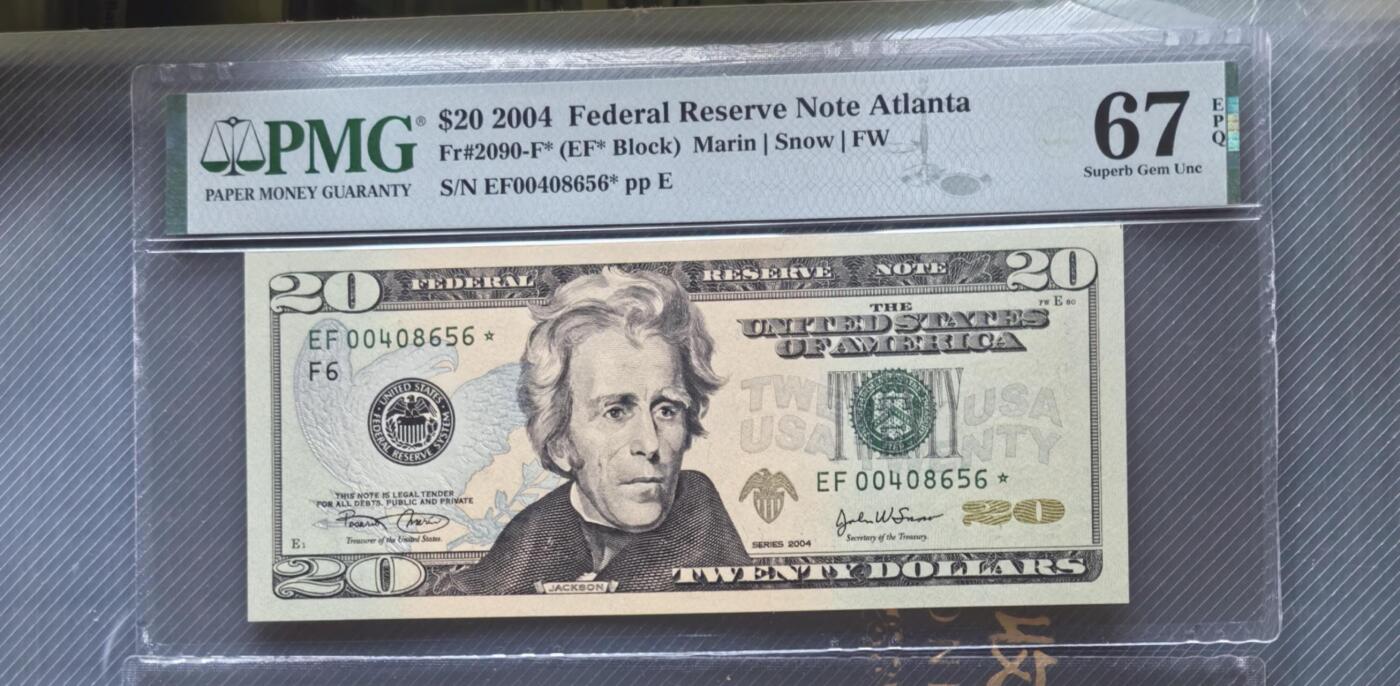 PMG®
PAPER MONEY GUARANTY
$20 2004 Federal Reserve Note Atlanta
Fr#2090-F* (EF* Block) Marin | Snow | FW
S/N EF00408656* pp E
67
EPQ
Superb Gem Unc
20 FEDERAL RESERVE NOTE 20
FW E 80
THE
UNITED STATES
OF AMERICA
EF 00408656 *
F6
UNITED STATES
FEDERAL RESERVE SYSTEM
TWENTY USA
USA TWENTY
EF 00408656 *
THIS NOTE IS LEGAL TENDER
FOR ALL DEBTS, PUBLIC AND PRIVATE
Treasurer of the United States.
E1
SERIES 2004
John W Snow
Secretary of the Treasury.
20
20
JACKSON
TWENTY DOLLARS